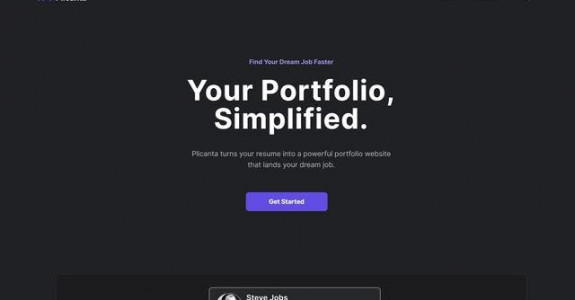 Plicanta
Find Your Dream Job Faster
Your Portfolio,
Simplified.
Plicanta turns your resume into a powerful portfolio website
that lands your dream job.
Get Started
Steve Jobs